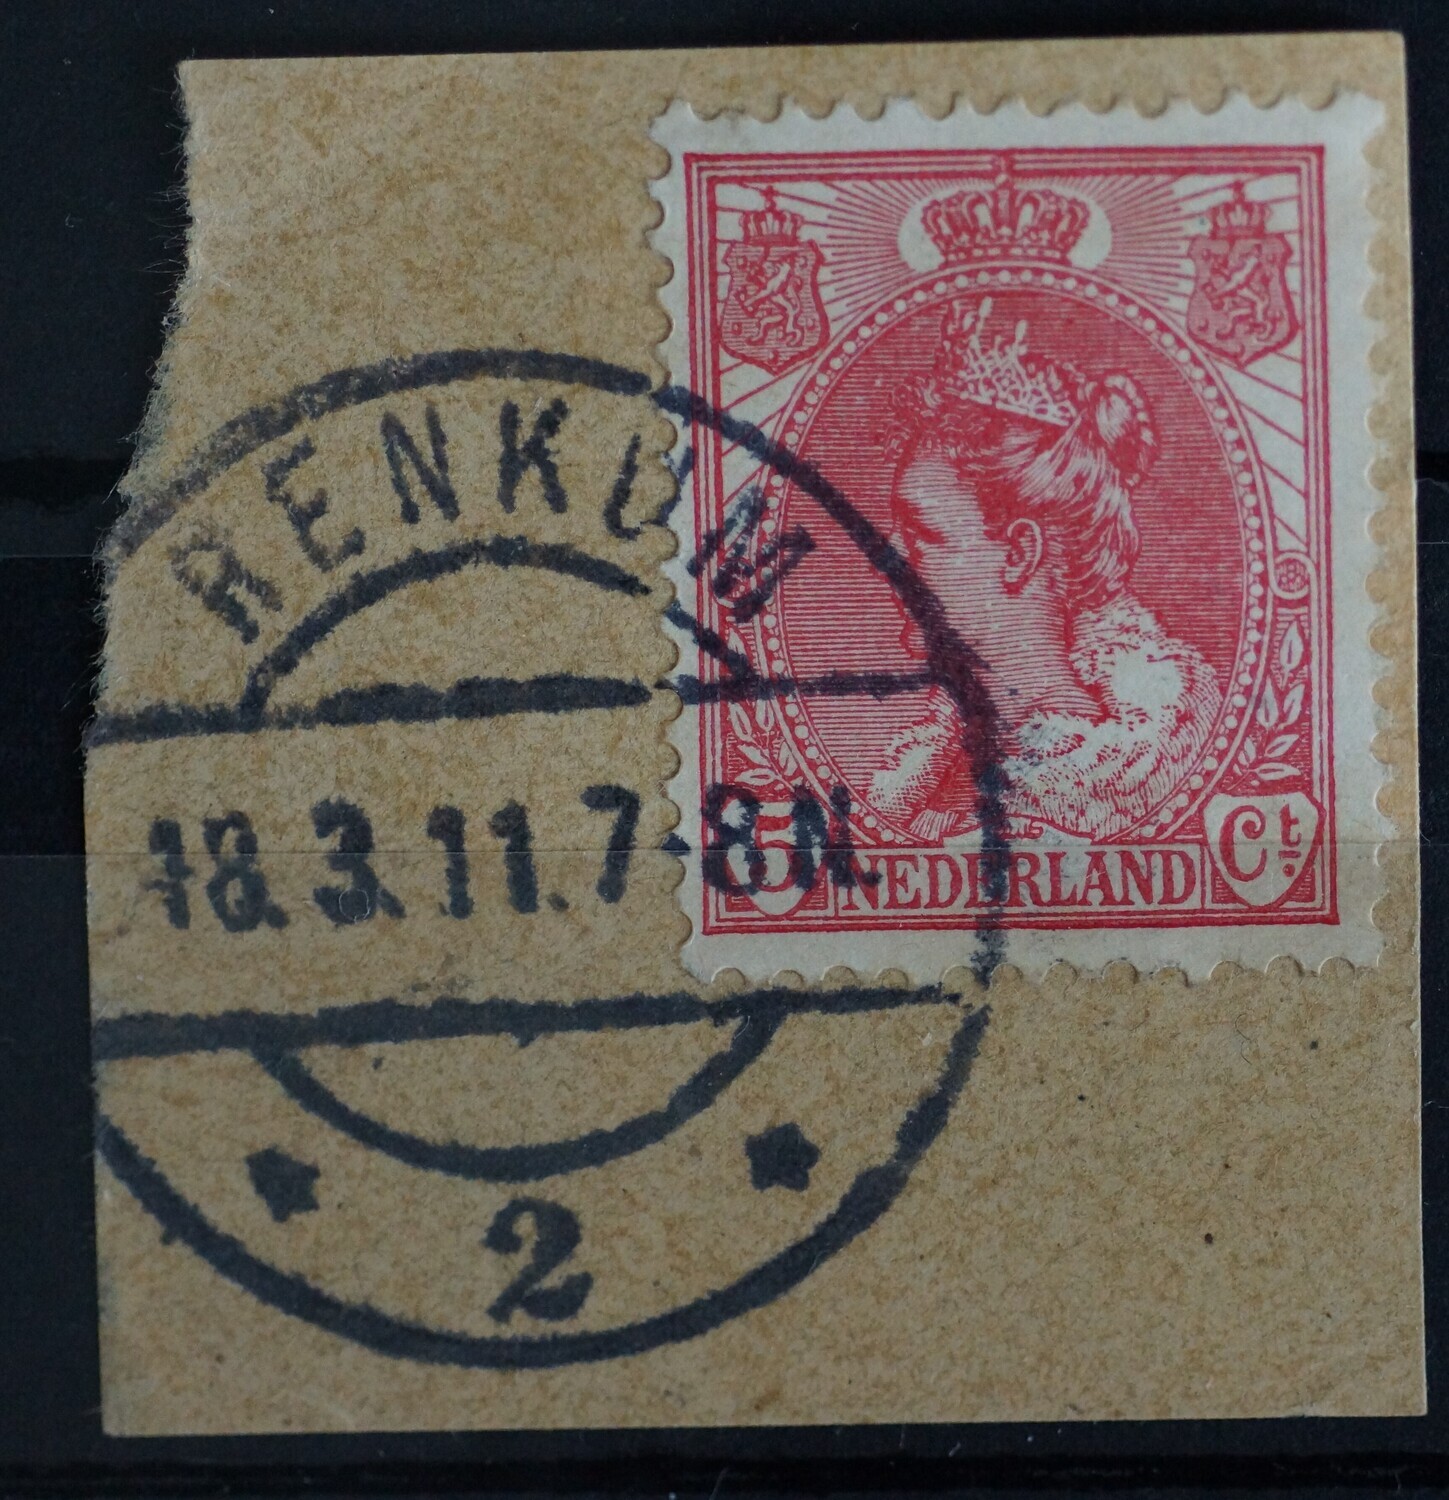 RENKUM
18.3.11.7-8N.
5 NEDERLAND Ct.
2